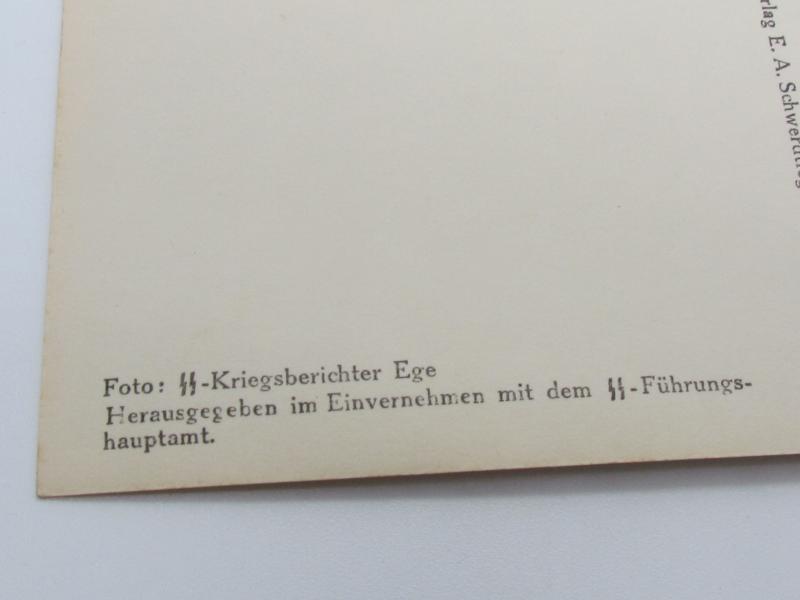 Foto: ᛋᛋ-Kriegsberichter Ege
Herausgegeben im Einvernehmen mit dem ᛋᛋ-Führungs-
hauptamt.
E. A.